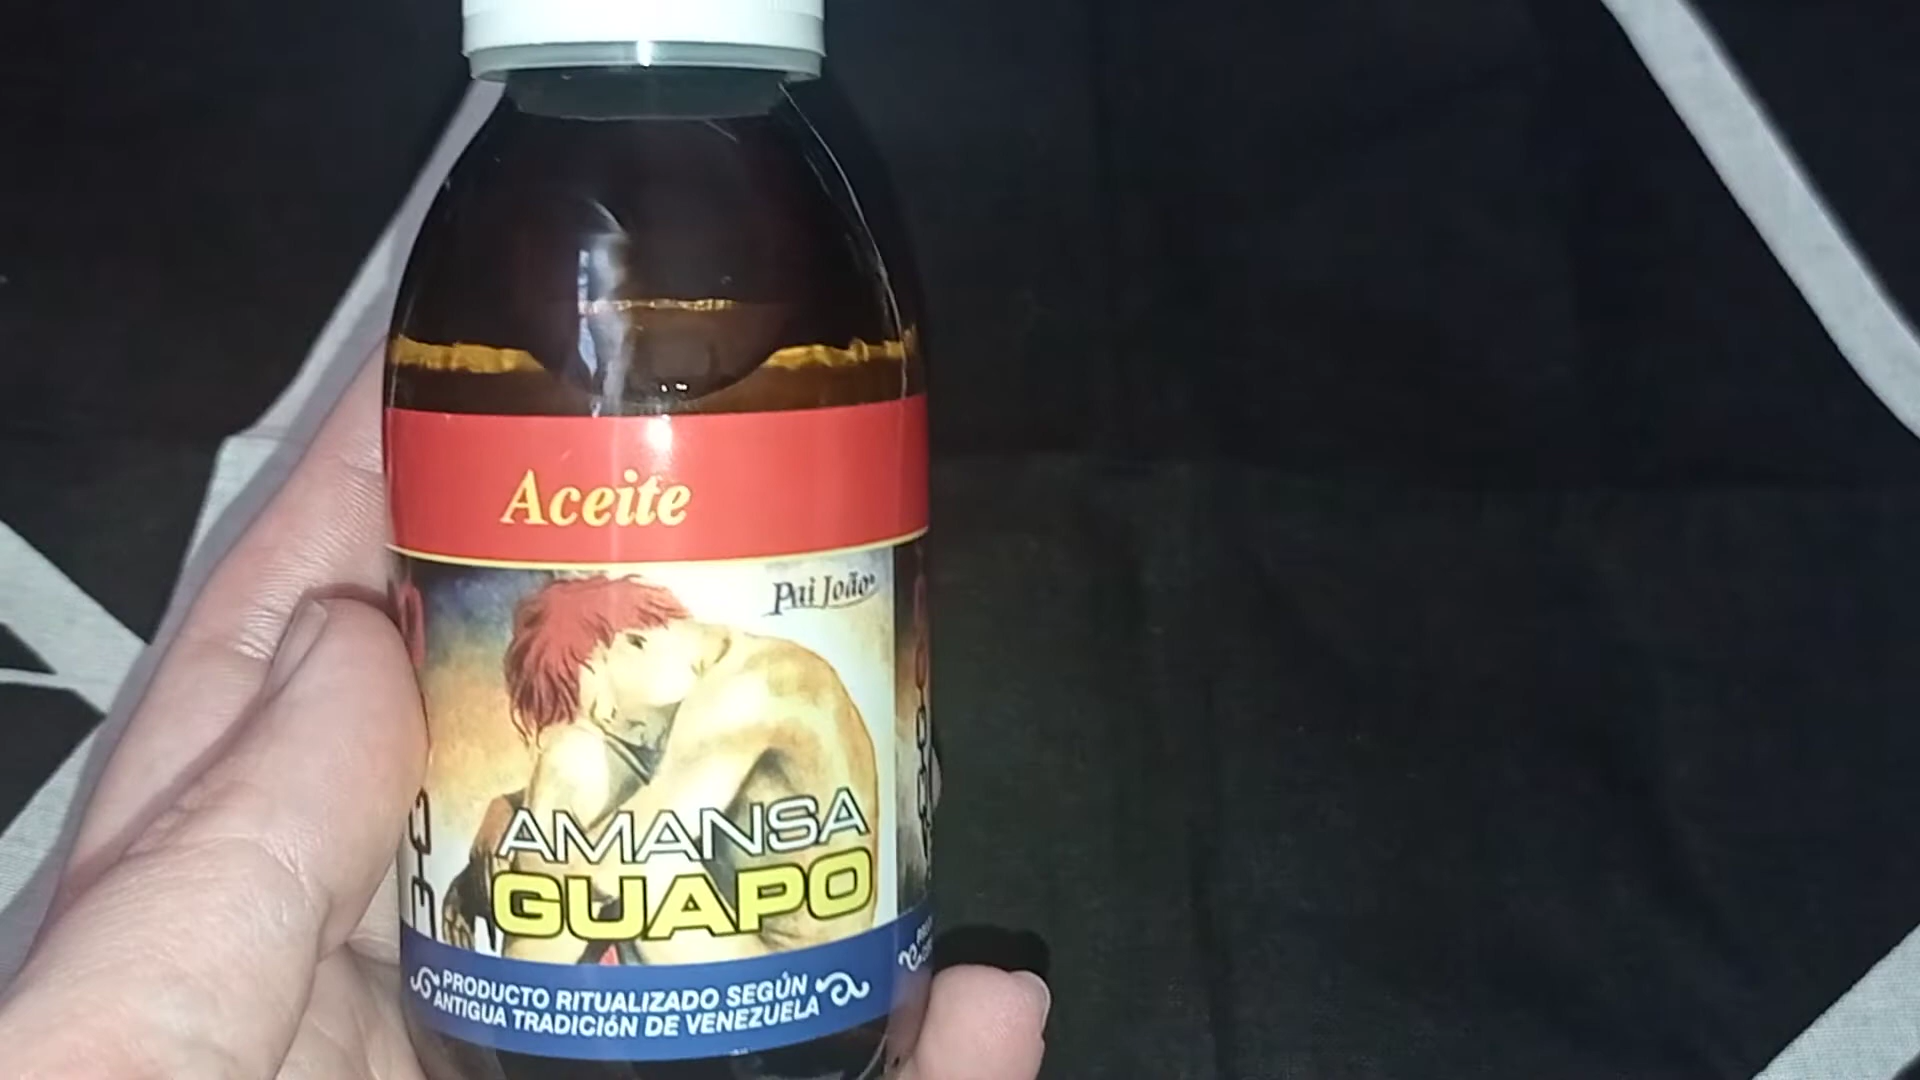 Aceite
Pai João
AMANSA
GUAPO
PRODUCTO RITUALIZADO SEGÚN
ANTIGUA TRADICIÓN DE VENEZUELA